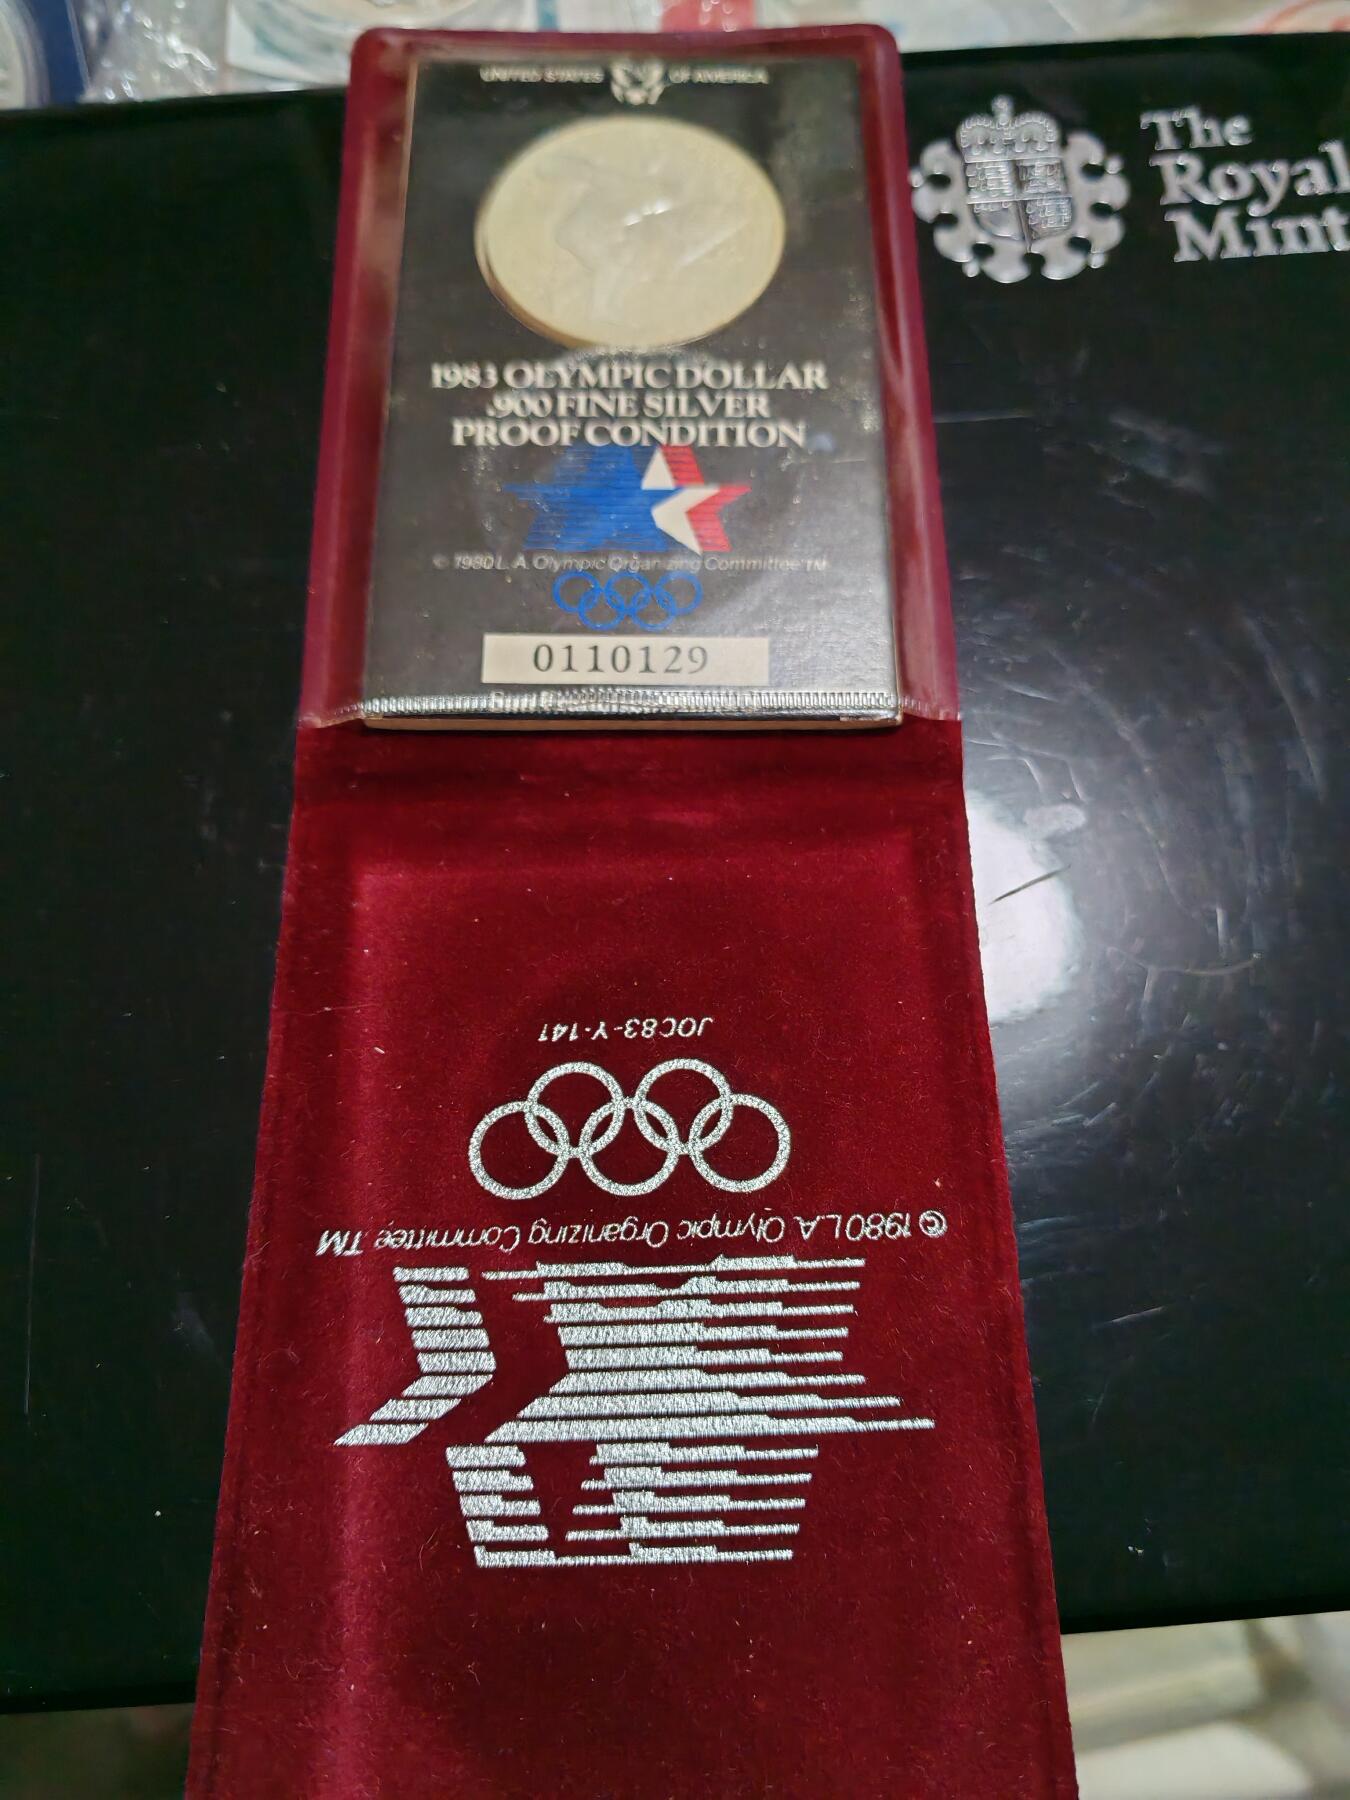 UNITED STATES OF AMERICA
The
Royal
Mint
1983 OLYMPIC DOLLAR
.900 FINE SILVER
PROOF CONDITION
© 1980 L.A. Olympic Organizing Committee TM
0110129
JOC83-Y-141
© 1980 L.A. Olympic Organizing Committee TM